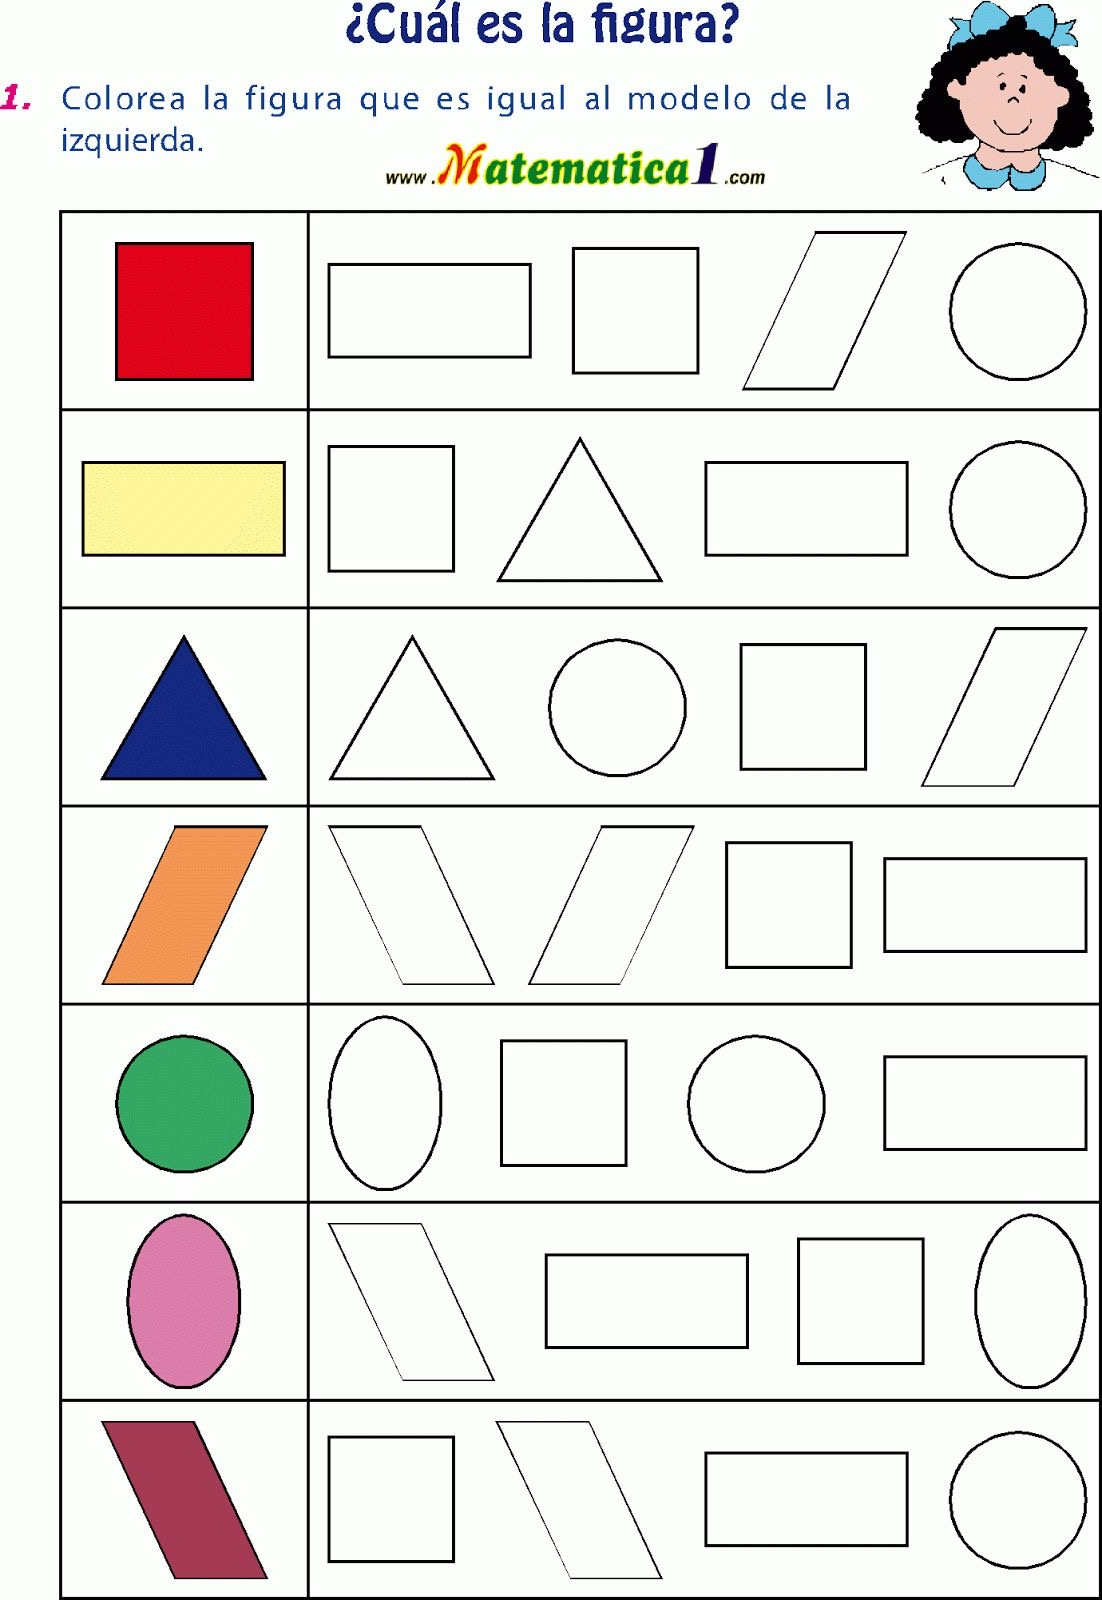 ¿Cuál es la figura?
1. Colorea la figura que es igual al modelo de la
izquierda.
www.Matematica1.com